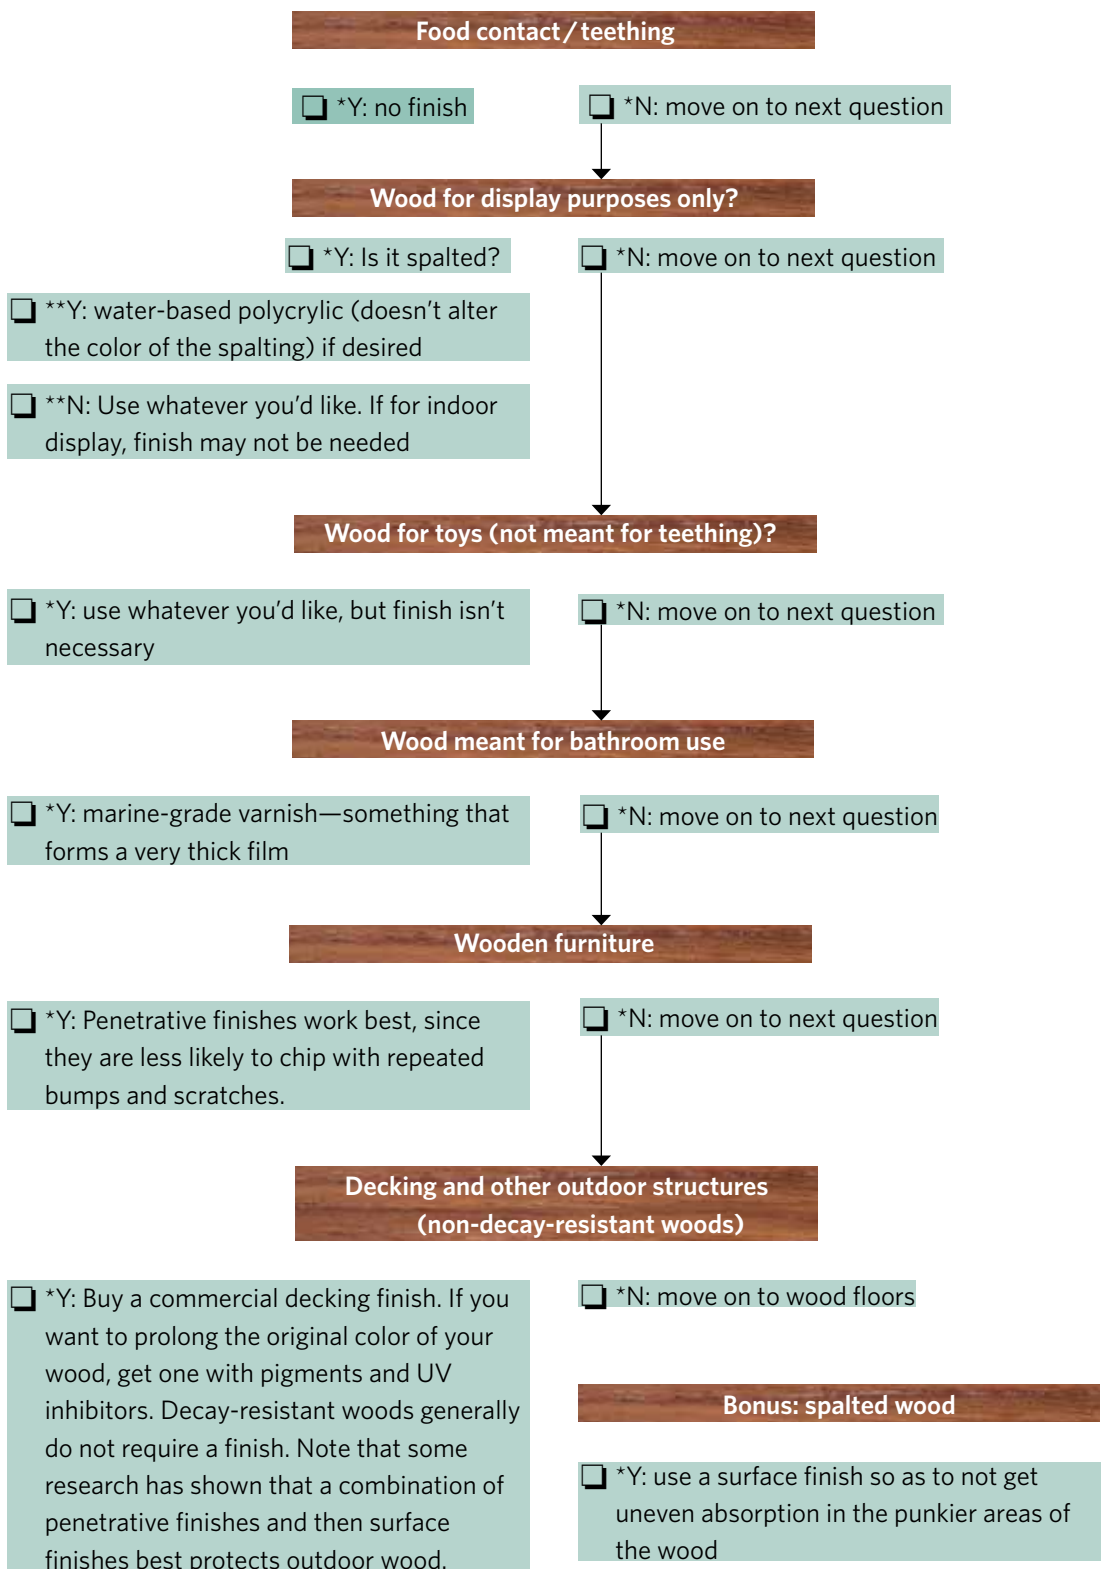 Food contact / teething
❏ *Y: no finish
❏ *N: move on to next question
Wood for display purposes only?
❏ *Y: Is it spalted?
❏ *N: move on to next question
❏ **Y: water-based polycrylic (doesn't alter
the color of the spalting) if desired
❏ **N: Use whatever you'd like. If for indoor
display, finish may not be needed
Wood for toys (not meant for teething)?
❏ *Y: use whatever you'd like, but finish isn't
necessary
❏ *N: move on to next question
Wood meant for bathroom use
❏ *Y: marine-grade varnish—something that
forms a very thick film
❏ *N: move on to next question
Wooden furniture
❏ *Y: Penetrative finishes work best, since
they are less likely to chip with repeated
bumps and scratches.
❏ *N: move on to next question
Decking and other outdoor structures
(non-decay-resistant woods)
❏ *Y: Buy a commercial decking finish. If you
want to prolong the original color of your
wood, get one with pigments and UV
inhibitors. Decay-resistant woods generally
do not require a finish. Note that some
research has shown that a combination of
penetrative finishes and then surface
finishes best protects outdoor wood.
❏ *N: move on to wood floors
Bonus: spalted wood
❏ *Y: use a surface finish so as to not get
uneven absorption in the punkier areas of
the wood